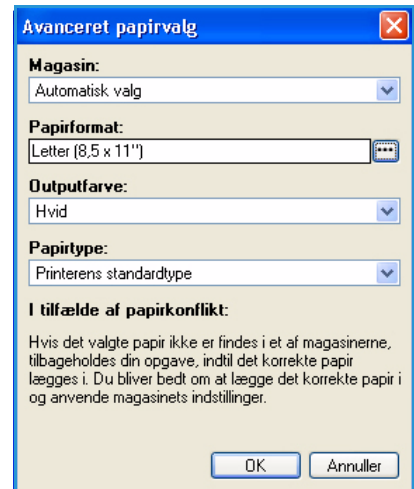 Avanceret papirvalg
Magasin:
Automatisk valg
Papirformat:
Letter (8,5 x 11'')
Outputfarve:
Hvid
Papirtype:
Printerens standardtype
I tilfælde af papirkonflikt:
Hvis det valgte papir ikke er findes i et af magasinerne,
tilbageholdes din opgave, indtil det korrekte papir
lægges i. Du bliver bedt om at lægge det korrekte papir i
og anvende magasinets indstillinger.
OK Annuller